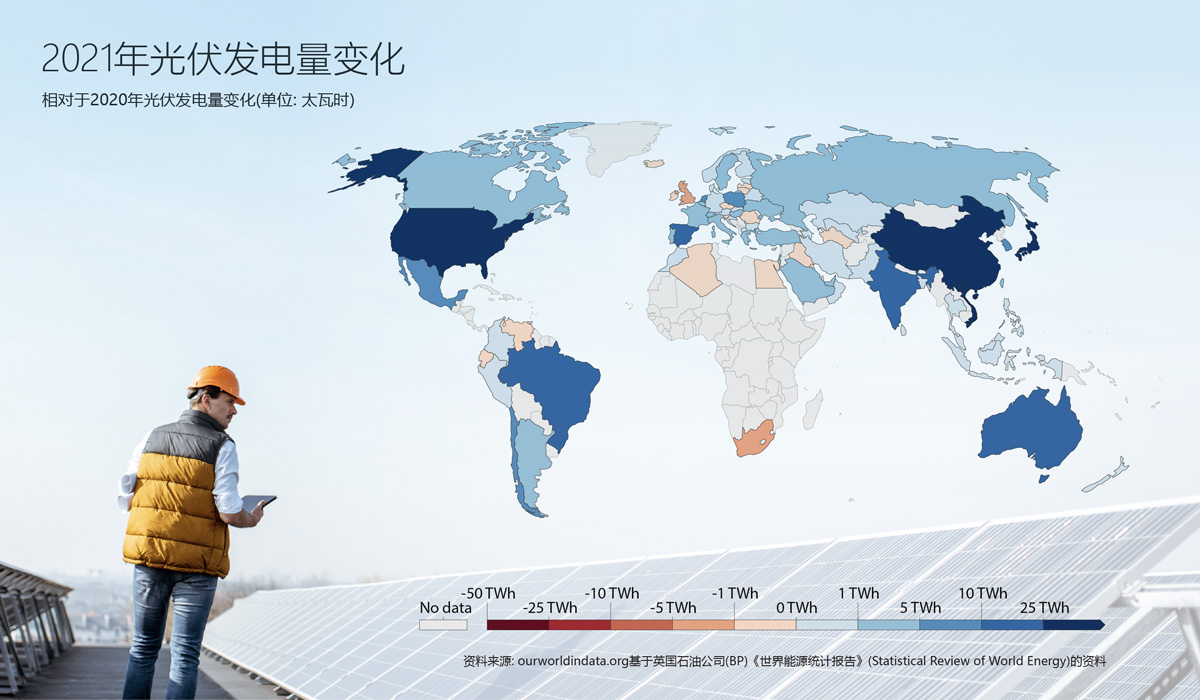 2021年光伏发电量变化
相对于2020年光伏发电量变化(单位: 太瓦时)
-50 TWh -10 TWh -1 TWh 1 TWh 10 TWh
No data -25 TWh -5 TWh 0 TWh 5 TWh 25 TWh
资料来源: ourworldindata.org基于英国石油公司(BP)《世界能源统计报告》(Statistical Review of World Energy)的资料